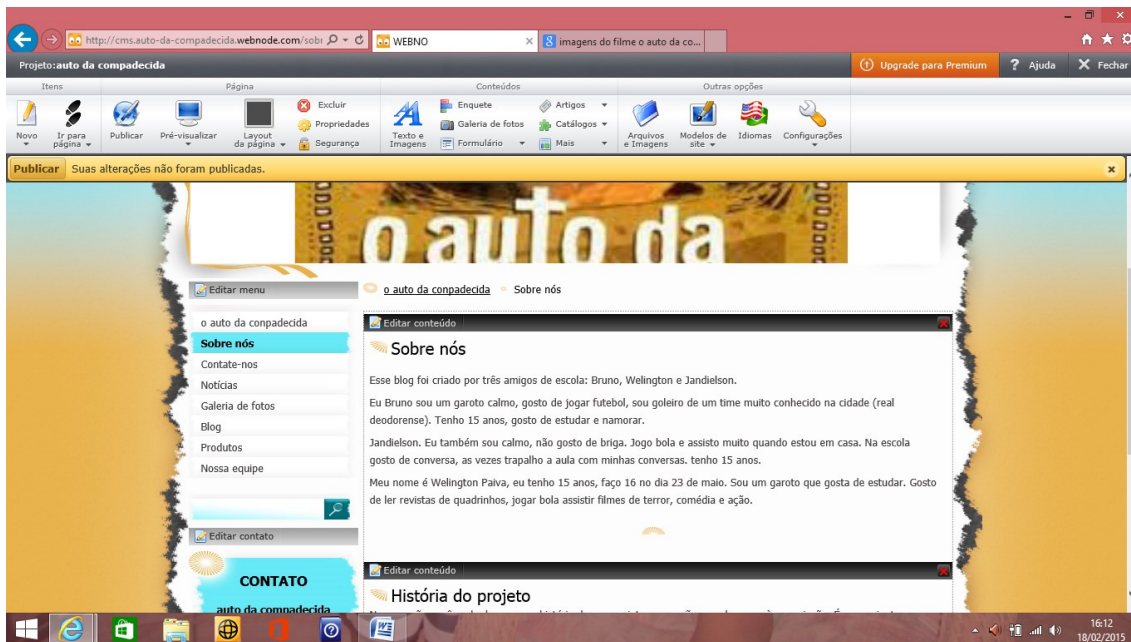 http://cms.auto-da-compadecida.webnode.com/sobr
WEBNO
imagens do filme o auto da co...
Projeto:auto da compadecida
Upgrade para Premium
Ajuda
Fechar
Itens
Página
Conteúdos
Outras opções
Novo
Ir para página
Publicar
Pré-visualizar
Layout da página
Excluir
Propriedades
Segurança
Texto e Imagens
Enquete
Galeria de fotos
Formulário
Artigos
Catálogos
Mais
Arquivos e Imagens
Modelos de site
Idiomas
Configurações
Publicar Suas alterações não foram publicadas.
o auto da
Editar menu
o auto da conpadecida
Sobre nós
Contate-nos
Notícias
Galeria de fotos
Blog
Produtos
Nossa equipe
Editar contato
CONTATO
auto da compadecida
o auto da conpadecida Sobre nós
Editar conteúdo
Sobre nós
Esse blog foi criado por três amigos de escola: Bruno, Welington e Jandielson.
Eu Bruno sou um garoto calmo, gosto de jogar futebol, sou goleiro de um time muito conhecido na cidade (real
deodorense). Tenho 15 anos, gosto de estudar e namorar.
Jandielson. Eu também sou calmo, não gosto de briga. Jogo bola e assisto muito quando estou em casa. Na escola
gosto de conversa, as vezes trapalho a aula com minhas conversas. tenho 15 anos.
Meu nome é Welington Paiva, eu tenho 15 anos, faço 16 no dia 23 de maio. Sou um garoto que gosta de estudar. Gosto
de ler revistas de quadrinhos, jogar bola assistir filmes de terror, comédia e ação.
Editar conteúdo
História do projeto
16:12
18/02/2015